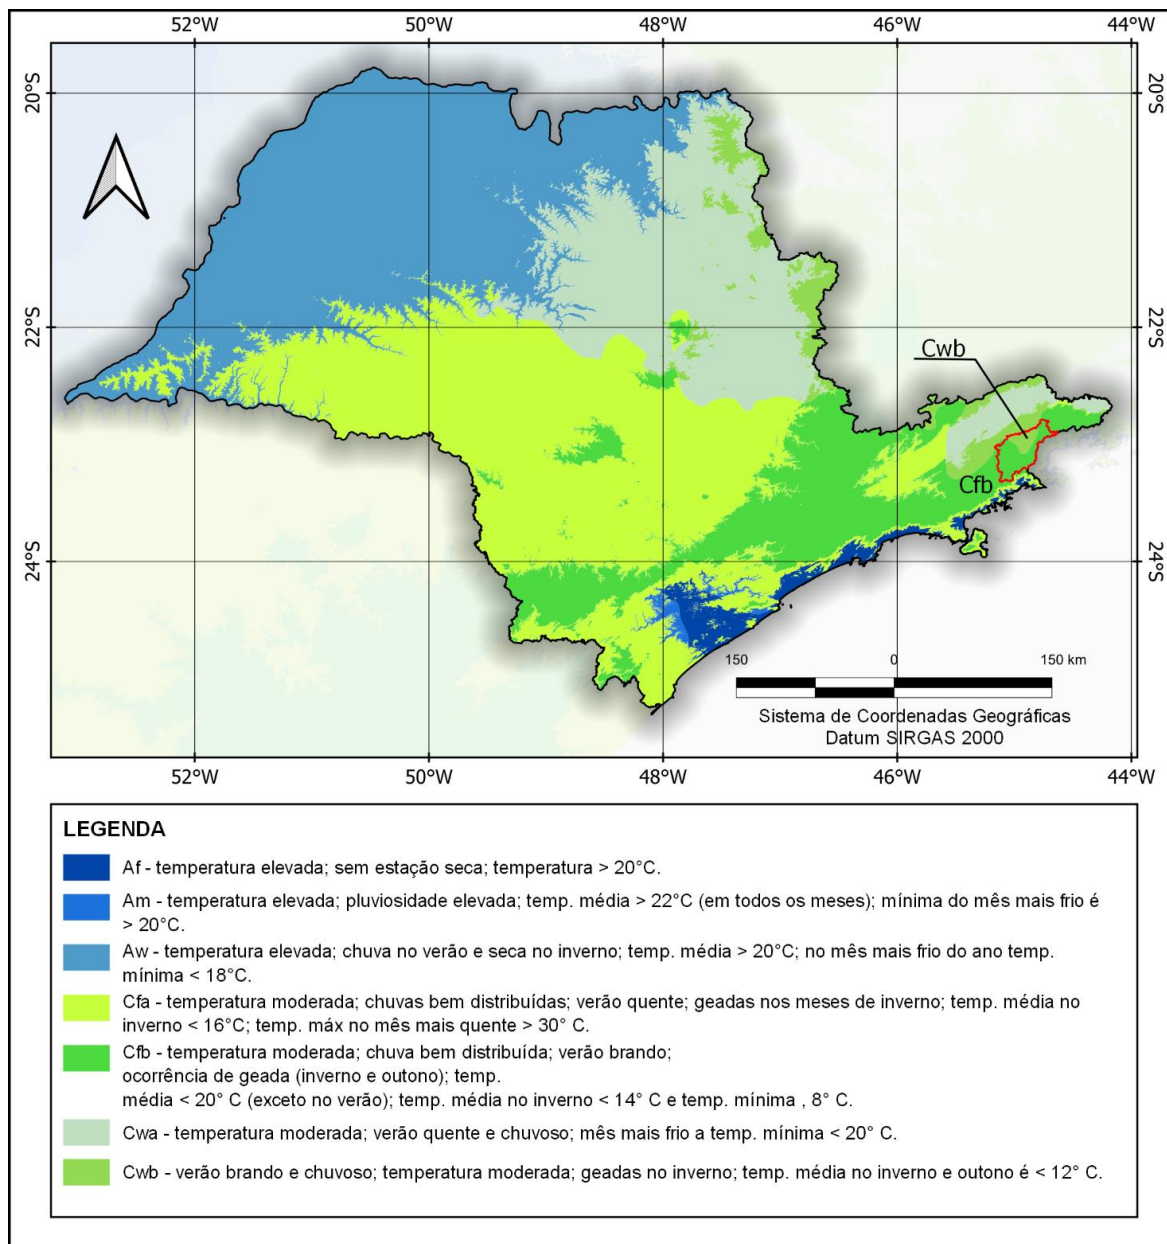 52°W 50°W 48°W 46°W 44°W
20°S 20°S
22°S 22°S
Cwb
Cfb
24°S 24°S
150 0 150 km
Sistema de Coordenadas Geográficas
Datum SIRGAS 2000
52°W 50°W 48°W 46°W 44°W
LEGENDA
Af - temperatura elevada; sem estação seca; temperatura > 20°C.
Am - temperatura elevada; pluviosidade elevada; temp. média > 22°C (em todos os meses); mínima do mês mais frio é
> 20°C.
Aw - temperatura elevada; chuva no verão e seca no inverno; temp. média > 20°C; no mês mais frio do ano temp.
mínima < 18°C.
Cfa - temperatura moderada; chuvas bem distribuídas; verão quente; geadas nos meses de inverno; temp. média no
inverno < 16°C; temp. máx no mês mais quente > 30° C.
Cfb - temperatura moderada; chuva bem distribuída; verão brando;
ocorrência de geada (inverno e outono); temp.
média < 20° C (exceto no verão); temp. média no inverno < 14° C e temp. mínima , 8° C.
Cwa - temperatura moderada; verão quente e chuvoso; mês mais frio a temp. mínima < 20° C.
Cwb - verão brando e chuvoso; temperatura moderada; geadas no inverno; temp. média no inverno e outono é < 12° C.